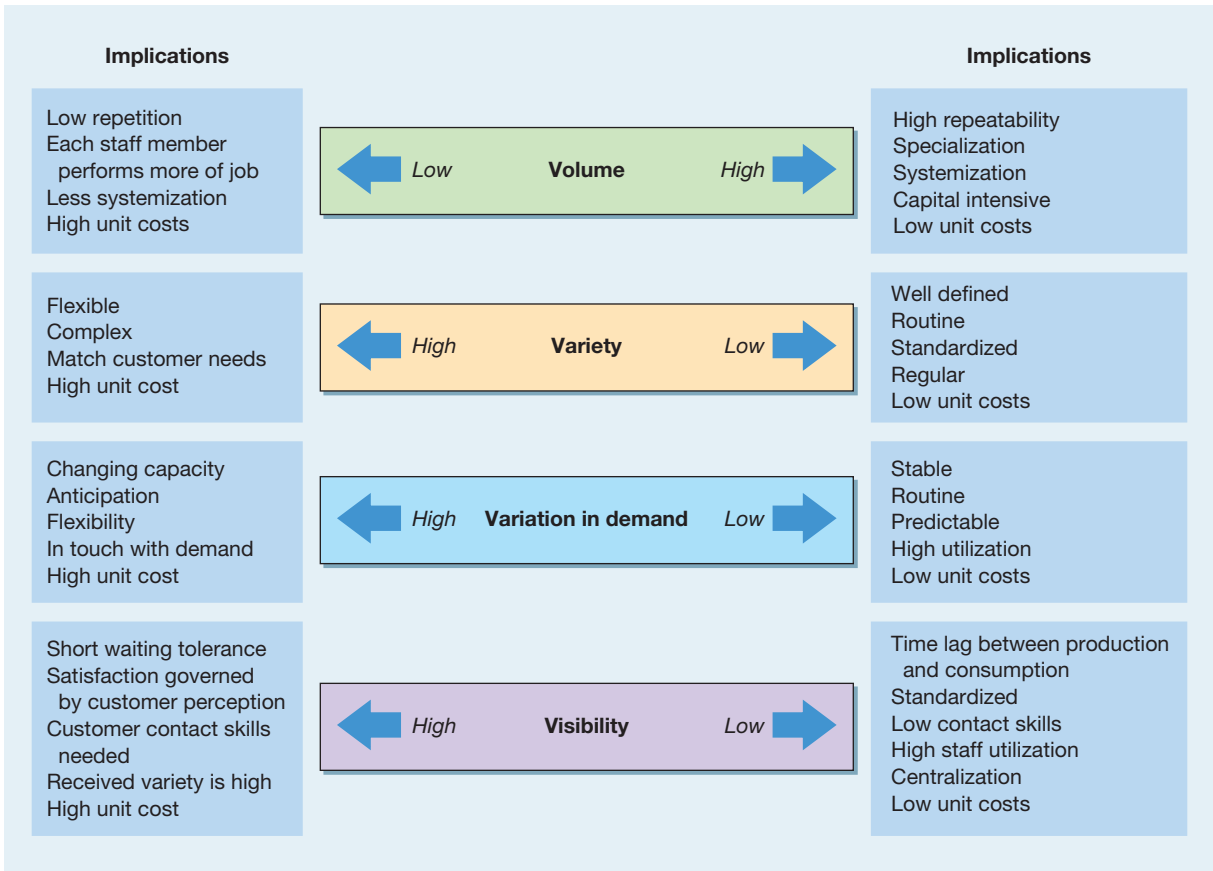 Implications
Implications
Low repetition
Each staff member
performs more of job
Less systemization
High unit costs
Low
Volume
High
High repeatability
Specialization
Systemization
Capital intensive
Low unit costs
Flexible
Complex
Match customer needs
High unit cost
High
Variety
Low
Well defined
Routine
Standardized
Regular
Low unit costs
Changing capacity
Anticipation
Flexibility
In touch with demand
High unit cost
High
Variation in demand
Low
Stable
Routine
Predictable
High utilization
Low unit costs
Short waiting tolerance
Satisfaction governed
by customer perception
Customer contact skills
needed
Received variety is high
High unit cost
High
Visibility
Low
Time lag between production
and consumption
Standardized
Low contact skills
High staff utilization
Centralization
Low unit costs